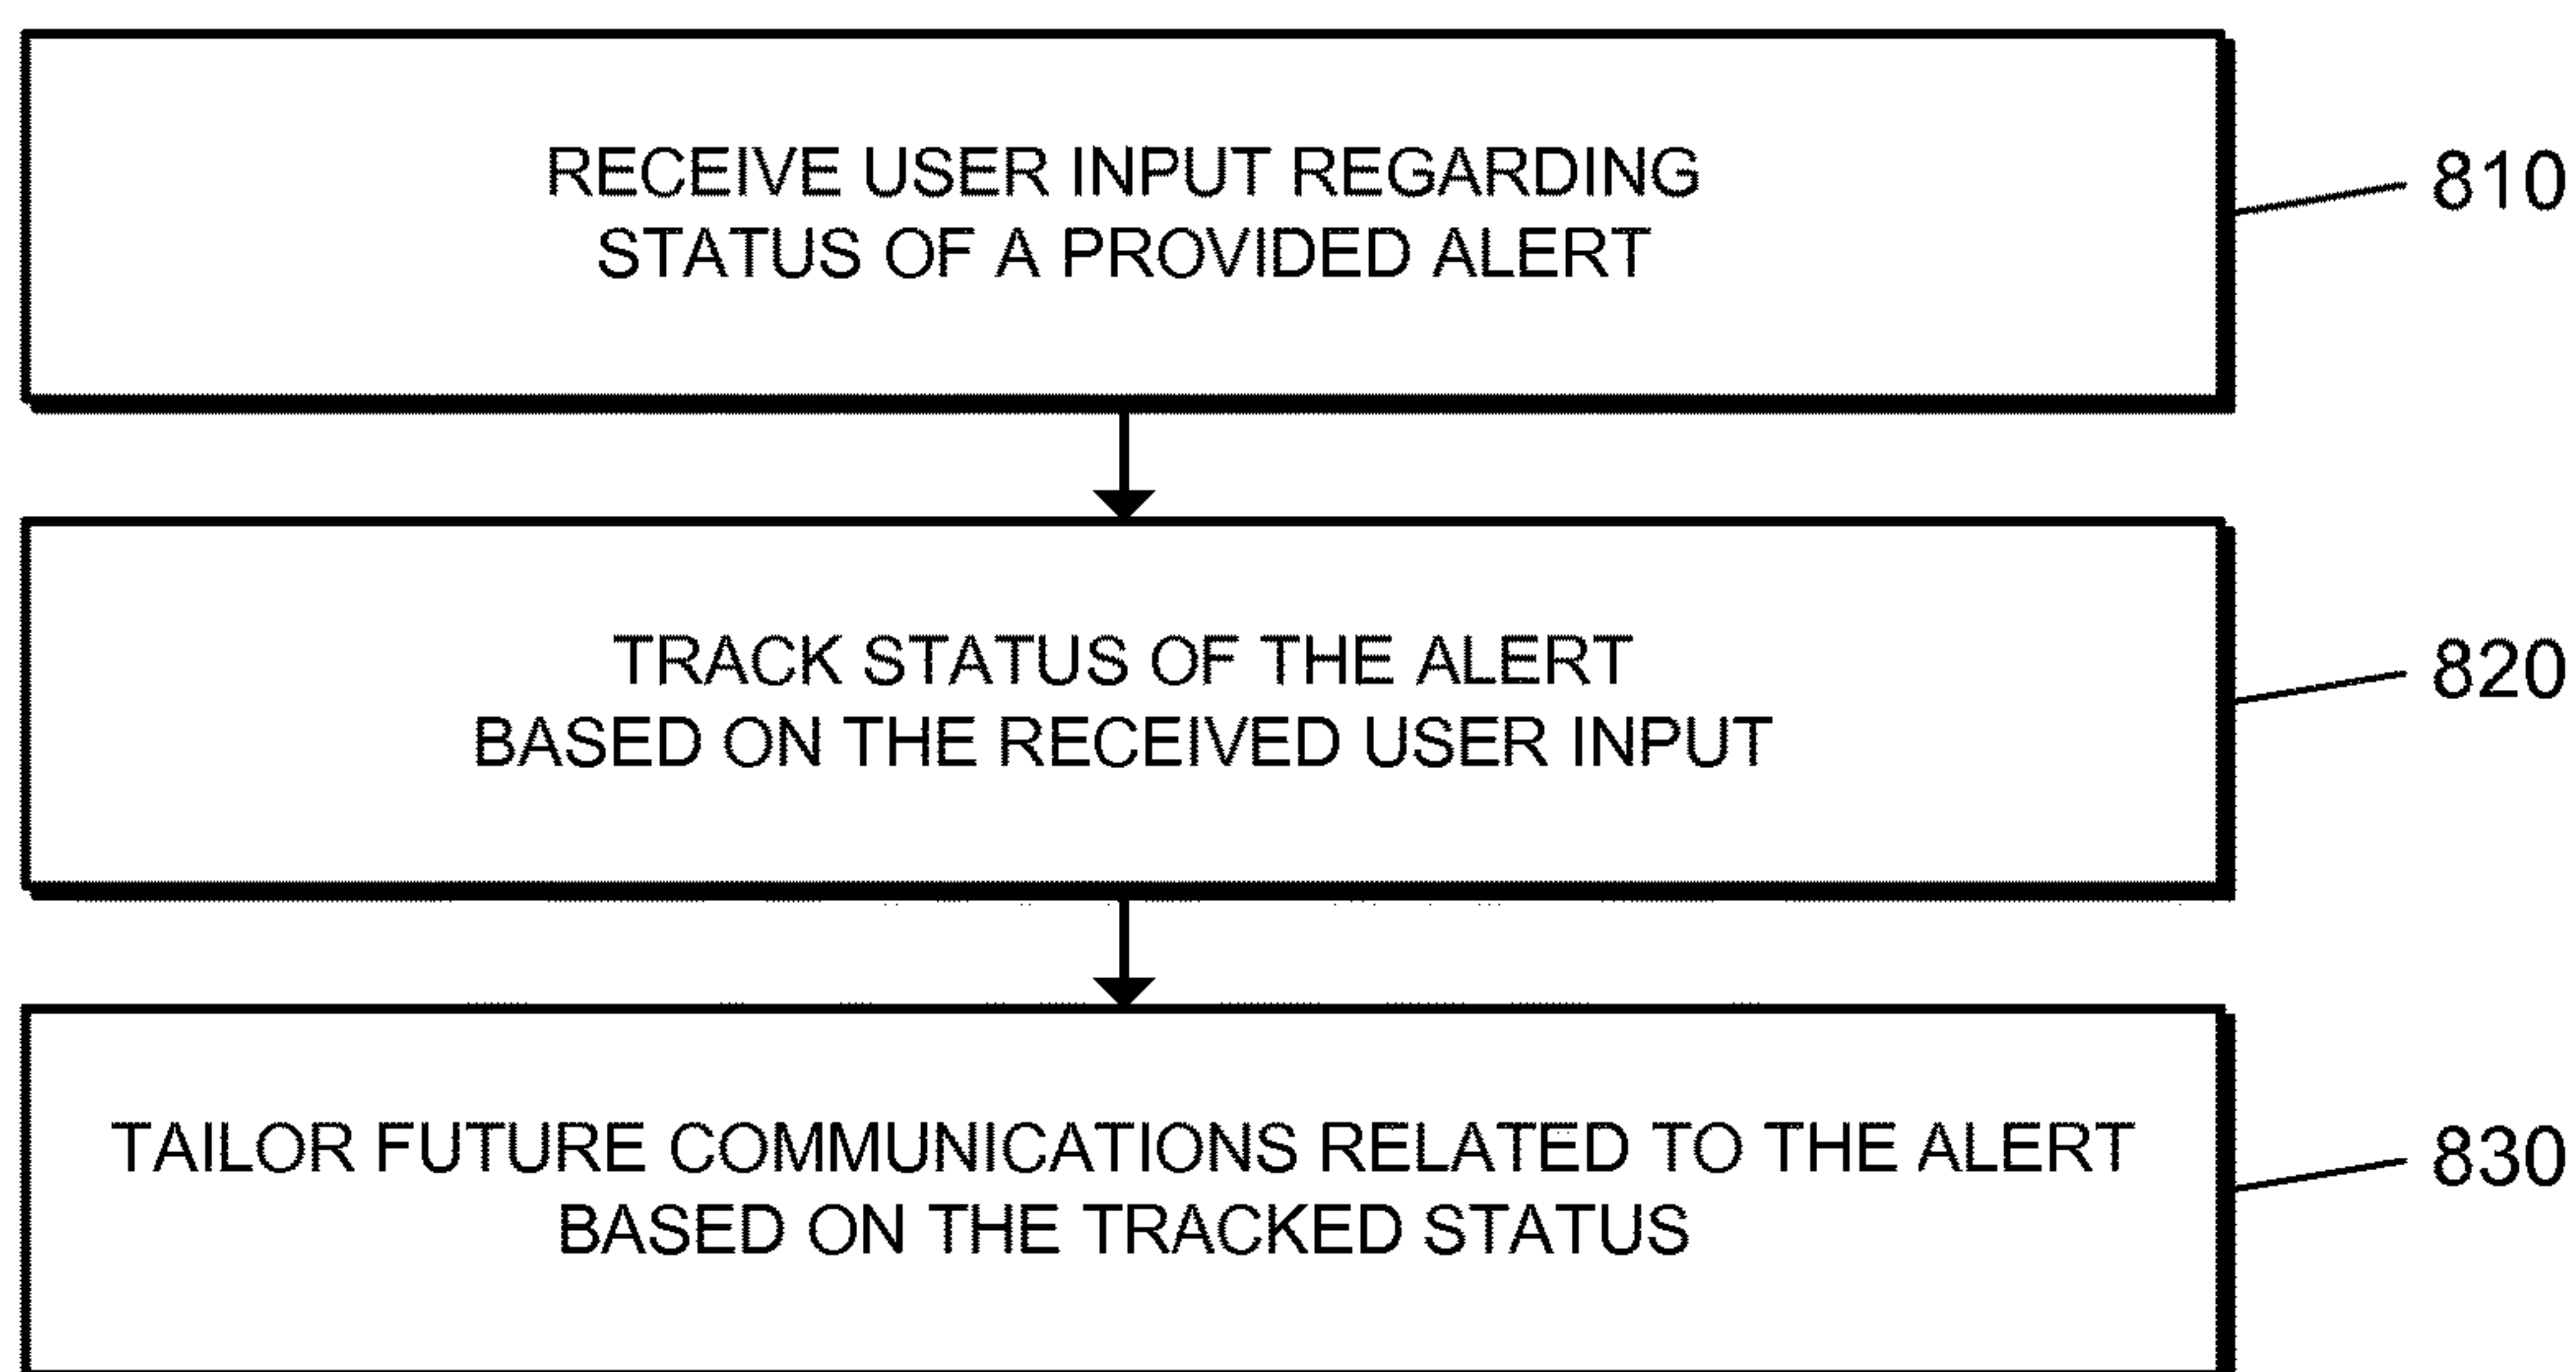 RECEIVE USER INPUT REGARDING
STATUS OF A PROVIDED ALERT
810
TRACK STATUS OF THE ALERT
BASED ON THE RECEIVED USER INPUT
820
TAILOR FUTURE COMMUNICATIONS RELATED TO THE ALERT
BASED ON THE TRACKED STATUS
830